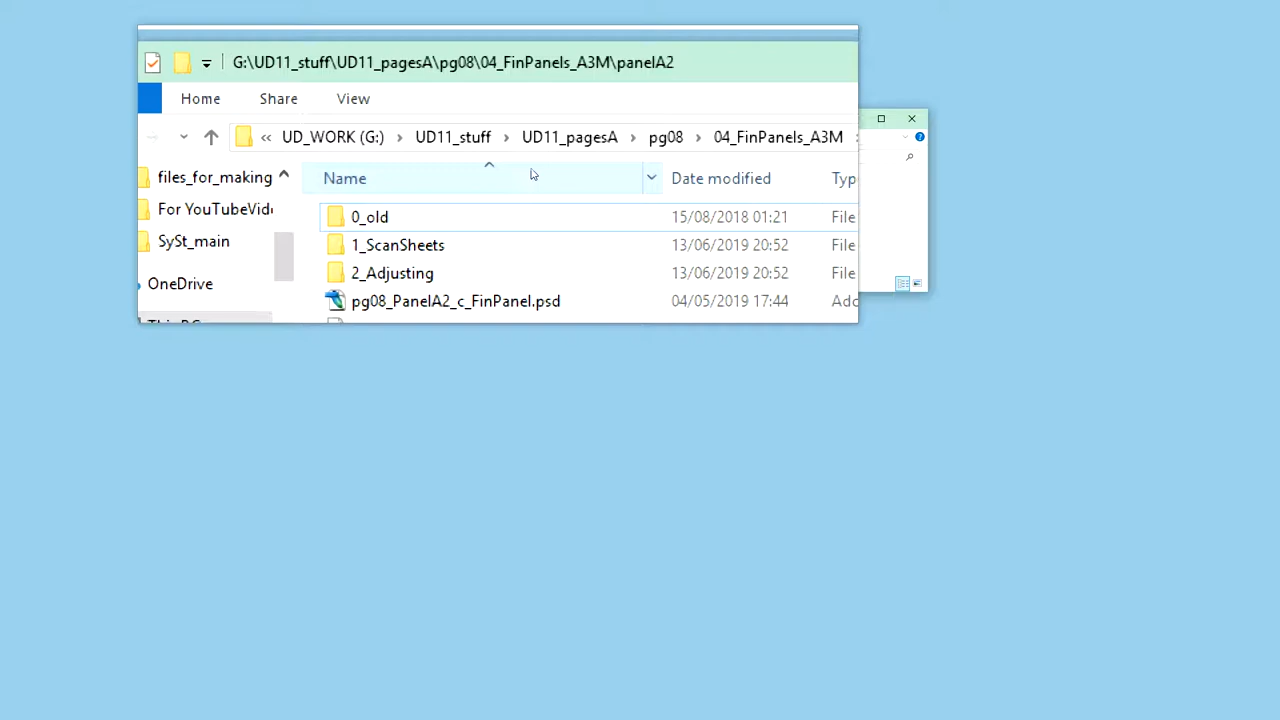 G:\UD11_stuff\UD11_pagesA\pg08\04_FinPanels_A3M\panelA2
Home Share View
« UD_WORK (G:) › UD11_stuff › UD11_pagesA › pg08 › 04_FinPanels_A3M ›
files_for_making Name Date modified Typ
For YouTubeVid
0_old 15/08/2018 01:21 File
SySt_main
1_ScanSheets 13/06/2019 20:52 File
2_Adjusting 13/06/2019 20:52 File
OneDrive
pg08_PanelA2_c_FinPanel.psd 04/05/2019 17:44 Ado